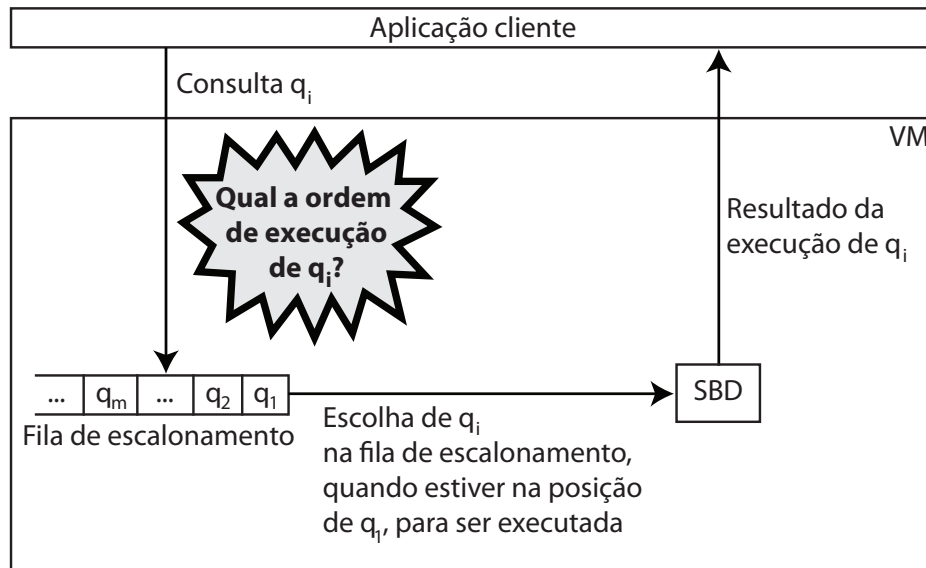 Aplicação cliente
Consulta qi
VM
Qual a ordem
de execução
de qi?
Resultado da
execução de qi
... qm ... q2 q1
SBD
Fila de escalonamento
Escolha de qi
na fila de escalonamento,
quando estiver na posição
de q1, para ser executada